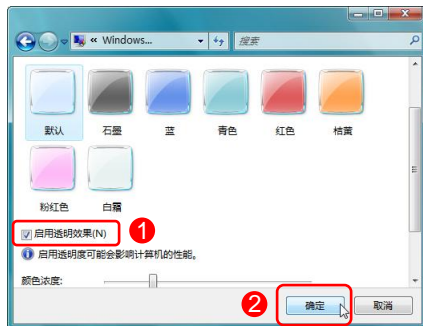 « Windows...
搜索
默认 石墨 蓝 青色 红色 桔黄
粉红色 白霜
启用透明效果(N)
1
启用透明度可能会影响计算机的性能。
颜色浓度:
2
确定 取消